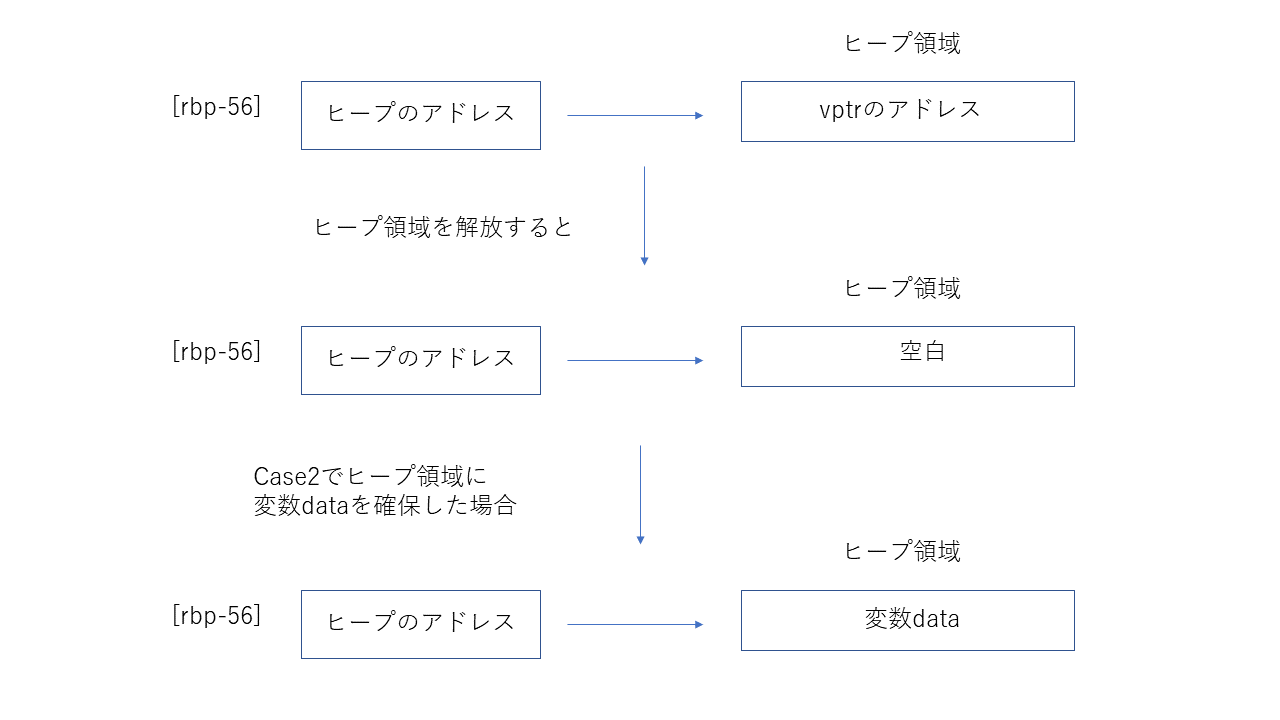 ヒープ領域
[rbp-56]
ヒープのアドレス
vptrのアドレス
ヒープ領域を解放すると
ヒープ領域
[rbp-56]
ヒープのアドレス
空白
Case2でヒープ領域に
変数dataを確保した場合
ヒープ領域
[rbp-56]
ヒープのアドレス
変数data